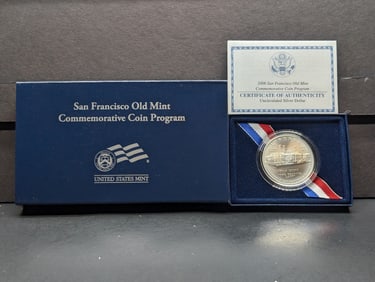 San Francisco Old Mint
Commemorative Coin Program
UNITED STATES MINT
2006 San Francisco Old Mint
Commemorative Coin Program
CERTIFICATE OF AUTHENTICITY
Uncirculated Silver Dollar